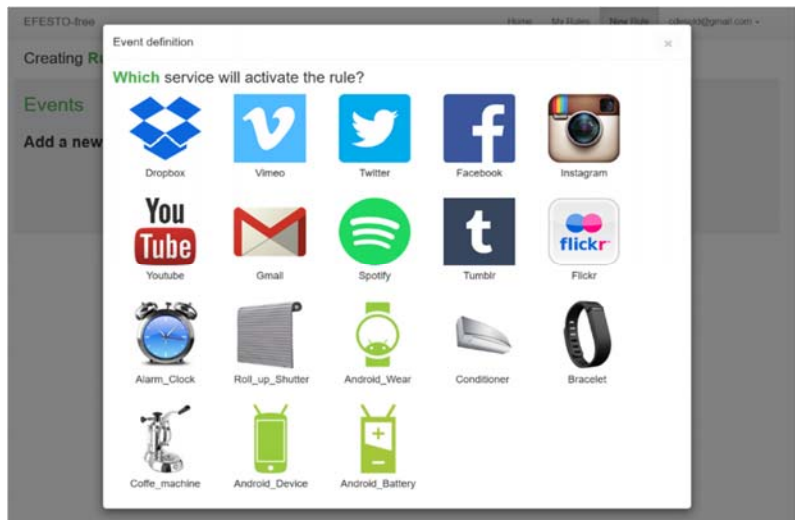 EFESTO-free
Home My Rules New Rule
Event definition ×
Creating Ru
Which service will activate the rule?
Events
Add a new
Dropbox Vimeo Twitter Facebook Instagram
You
Tube
flickr
Youtube Gmail Spotify Tumblr Flickr
Alarm_Clock Roll_up_Shutter Android_Wear Conditioner Bracelet
Coffe_machine Android_Device Android_Battery